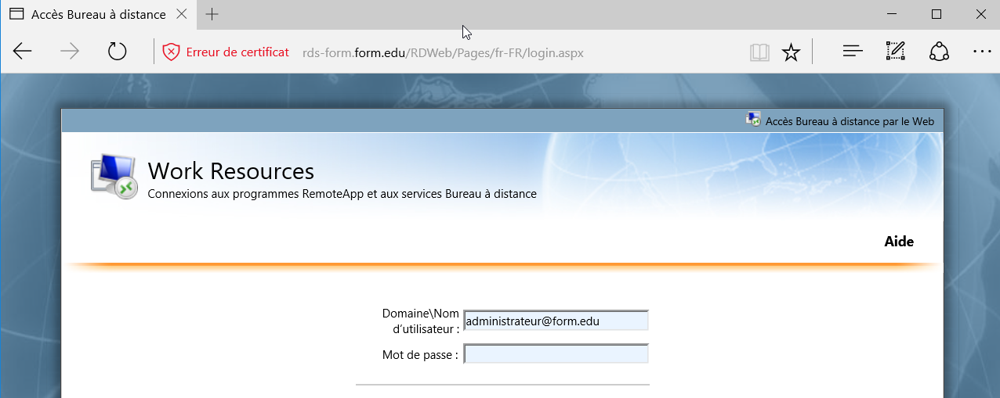 Accès Bureau à distance
Erreur de certificat rds-form.form.edu/RDWeb/Pages/fr-FR/login.aspx
Accès Bureau à distance par le Web
Work Resources
Connexions aux programmes RemoteApp et aux services Bureau à distance
Aide
Domaine\Nom
d'utilisateur : administrateur@form.edu
Mot de passe :